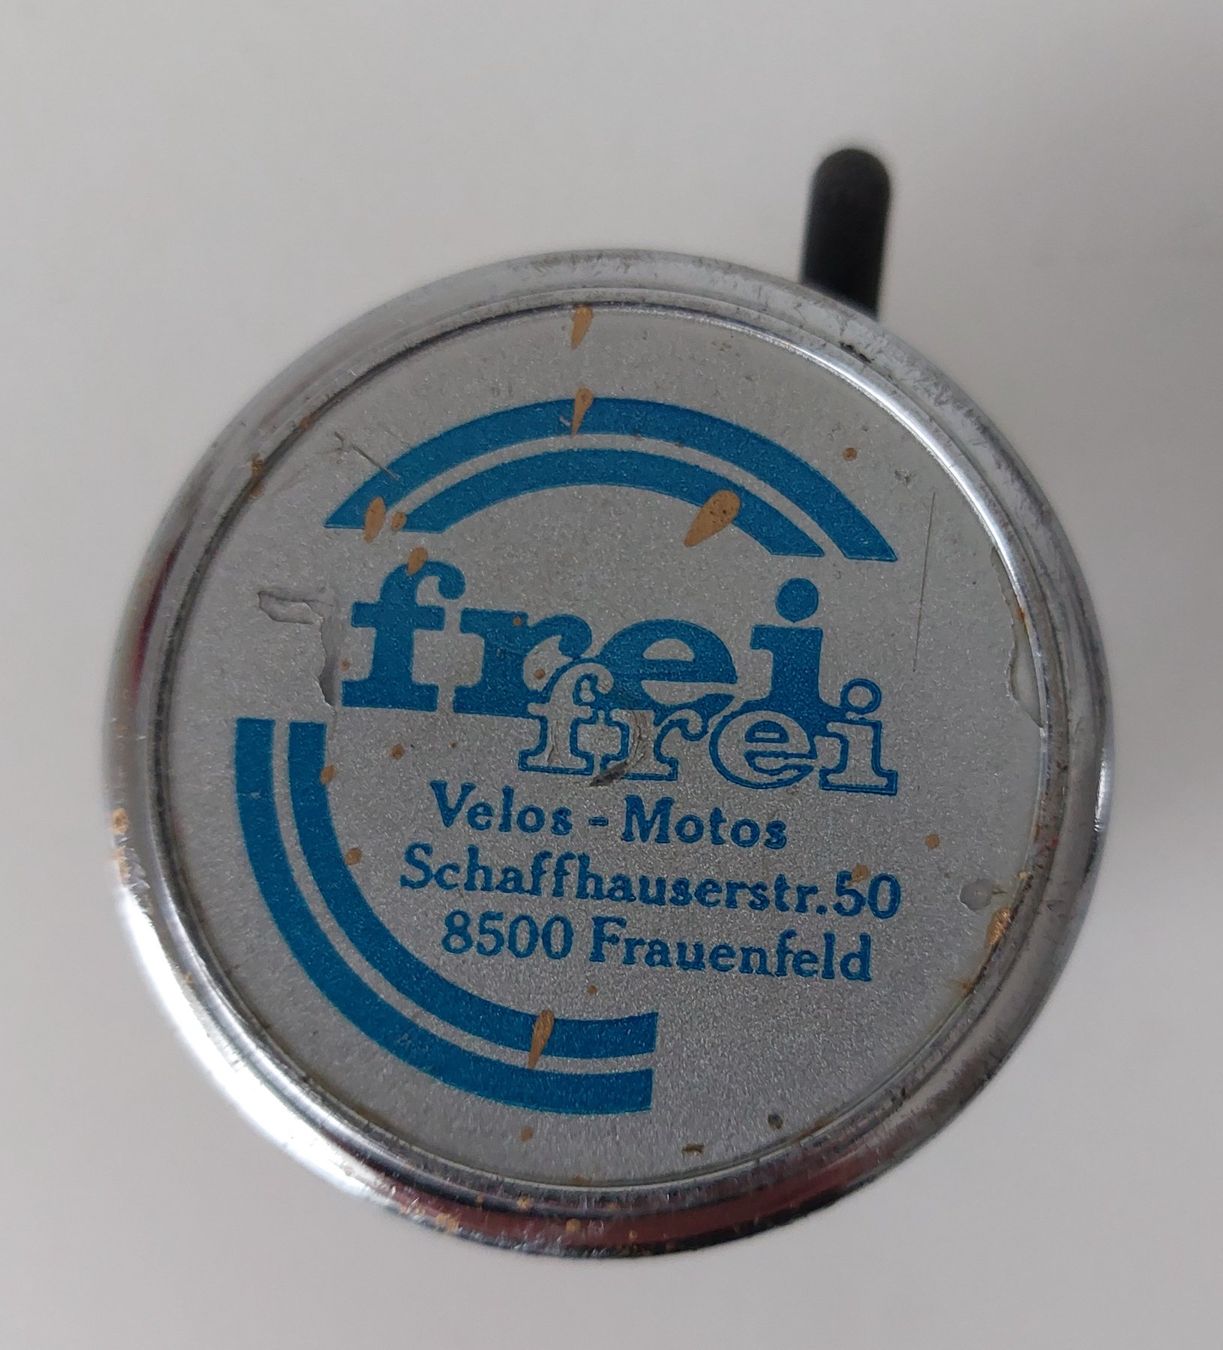 frei
frei
Velos - Motos
Schaffhauserstr.50
8500 Frauenfeld